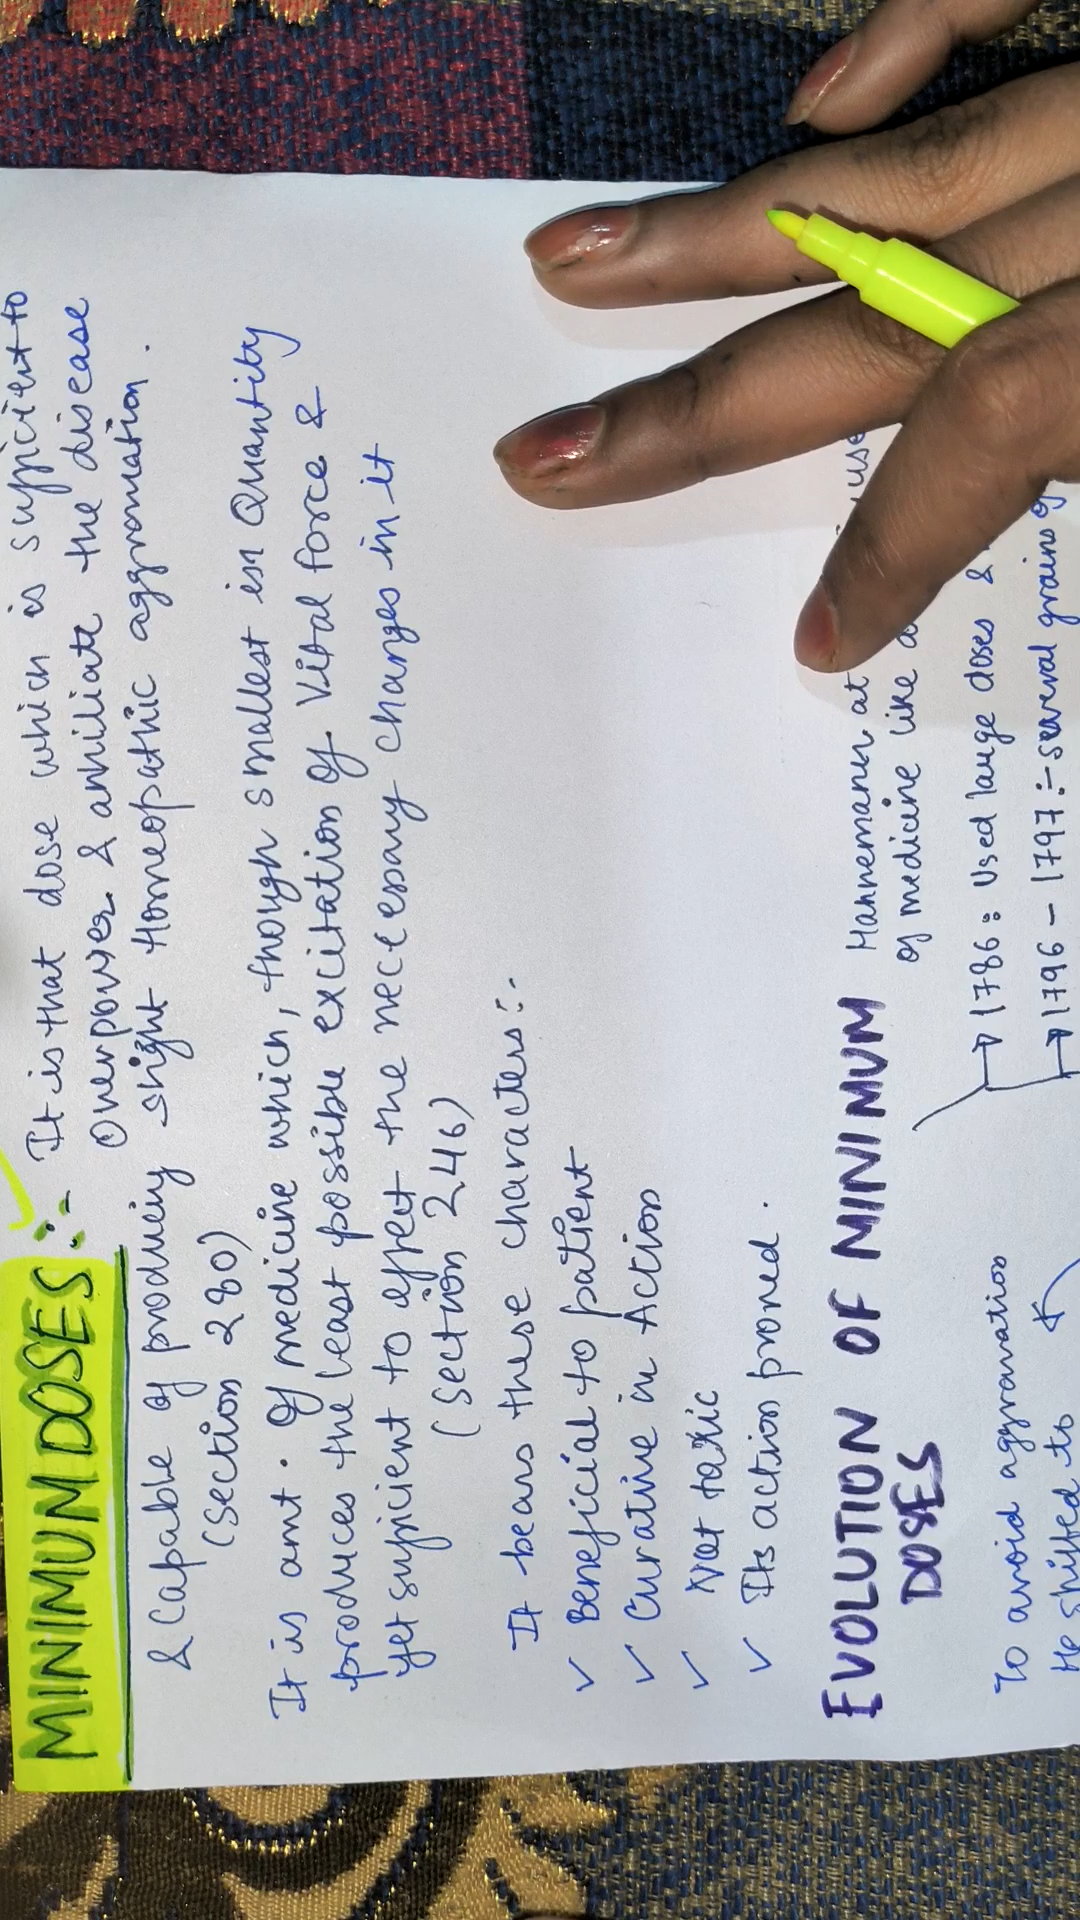 MINIMUM DOSES:- It is that dose which is sufficient to
Overpower & anhiliate the disease
& Capable of producing slight Homeopathic aggravation.
(Section 280)
It is amt. Of medicine which, though smallest in Quantity
produces the least possible excitation Of Vital Force &
yet sufficient to effect the neccessary changes in it
(Section 246)
It bears these characters:-
✓ Beneficial to patient
✓ Curative in Action
✓ Not toxic
✓ Its action proved.
EVOLUTION OF MINIMUM
DOSES
Hahnemann at
of medicine like
1786: Used large doses &
1796 - 1797:- several grains of
To avoid aggravation
He shifted to